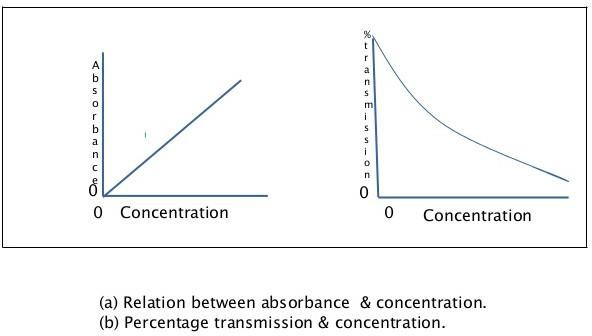 Absorbance
0
0 Concentration
% transmission
0
0 Concentration
(a) Relation between absorbance & concentration.
(b) Percentage transmission & concentration.